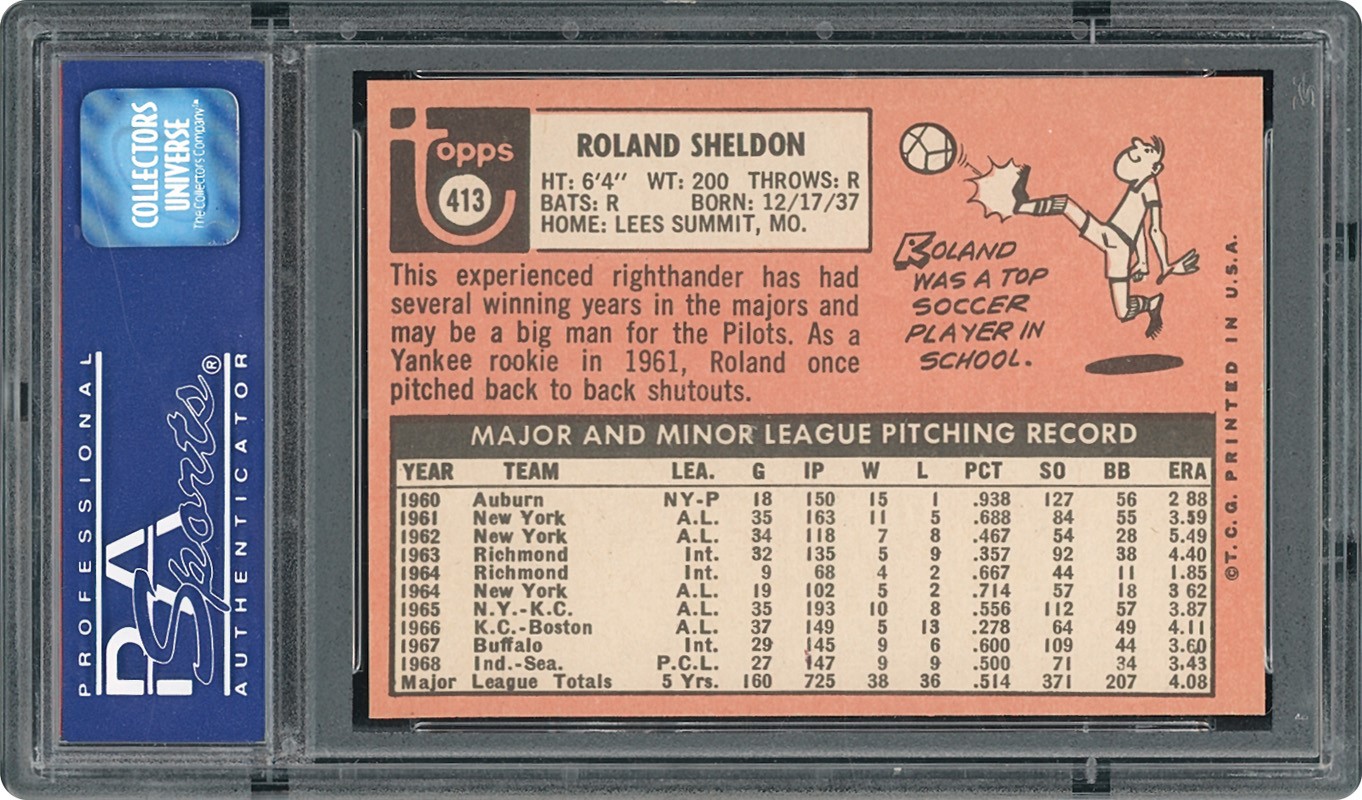 COLLECTORS
UNIVERSE
The Collectors Company™
PROFESSIONAL
PSA
Sports®
AUTHENTICATOR
Topps
413
ROLAND SHELDON
HT: 6'4" WT: 200 THROWS: R
BATS: R BORN: 12/17/37
HOME: LEES SUMMIT, MO.
This experienced righthander has had
several winning years in the majors and
may be a big man for the Pilots. As a
Yankee rookie in 1961, Roland once
pitched back to back shutouts.
ROLAND
WAS A TOP
SOCCER
PLAYER IN
SCHOOL.
MAJOR AND MINOR LEAGUE PITCHING RECORD
YEAR TEAM LEA. G IP W L PCT SO BB ERA
1960 Auburn NY-P 18 150 15 1 .938 127 56 2 88
1961 New York A.L. 35 163 11 5 .688 84 55 3.59
1962 New York A.L. 34 118 7 8 .467 54 28 5.49
1963 Richmond Int. 32 135 5 9 .357 92 38 4.40
1964 Richmond Int. 9 68 4 2 .667 44 11 1.85
1964 New York A.L. 19 102 5 2 .714 57 18 3 62
1965 N.Y.-K.C. A.L. 35 193 10 8 .556 112 57 3.87
1966 K.C.-Boston A.L. 37 149 5 13 .278 64 49 4.11
1967 Buffalo Int. 29 145 9 6 .600 109 44 3.60
1968 Ind.-Sea. P.C.L. 27 147 9 9 .500 71 34 3.43
Major League Totals 5 Yrs. 160 725 38 36 .514 371 207 4.08
©T.C.G. PRINTED IN U.S.A.